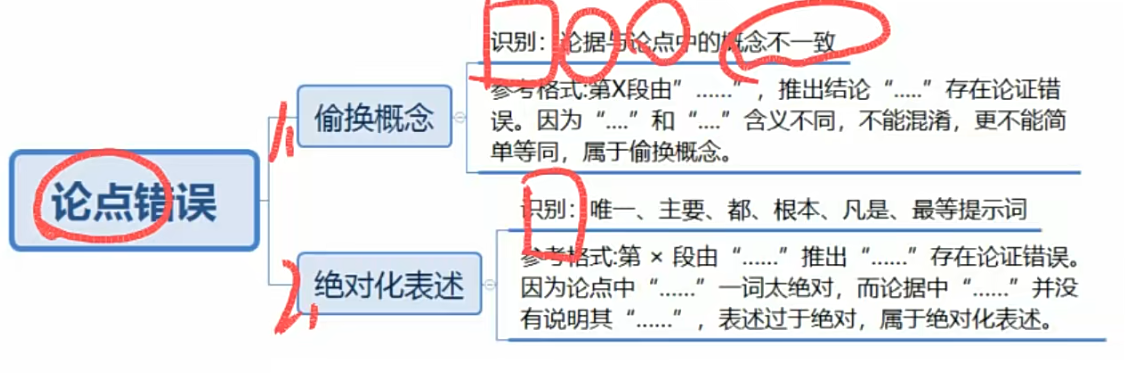 识别：论据与论点中的概念不一致
参考格式:第X段由”……”，推出结论“.....”存在论证错
误。因为“....”和“....”含义不同，不能混淆，更不能简
单等同，属于偷换概念。
1,
偷换概念
论点错误
识别：唯一、主要、都、根本、凡是、最等提示词
参考格式:第 × 段由“……”推出“……”存在论证错误。
因为论点中“……”一词太绝对，而论据中“……”并没
有说明其“……”，表述过于绝对，属于绝对化表述。
2,
绝对化表述